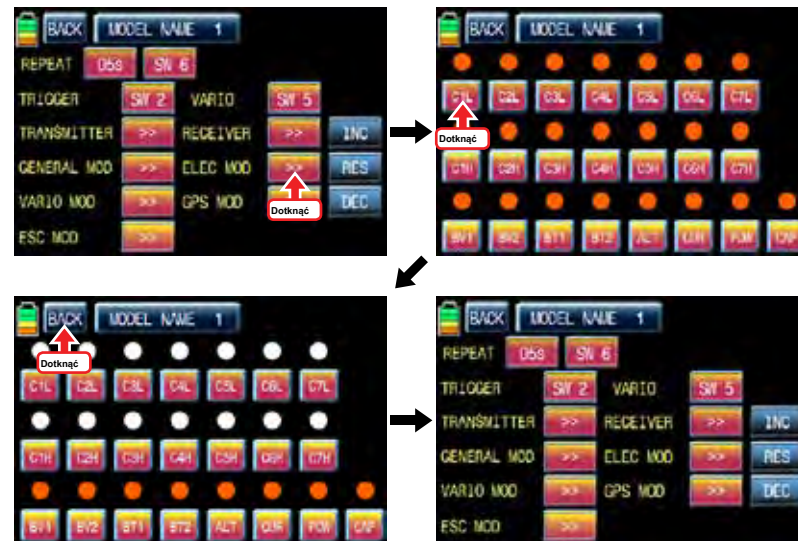 BACK MODEL NAME 1
REPEAT 05s SW 6
TRIGGER SW 2 VARIO SW 5
TRANSMITTER >> RECEIVER >> INC
GENERAL MOD >> ELEC MOD >> RES
VARIO MOD >> GPS MOD DEC
Dotknąć
ESC MOD >>
BACK MODEL NAME 1
C1L C2L C3L C4L C5L C6L C7L
Dotknąć
C1H C2H C3H C4H C5H C6H C7H
BV1 BV2 BT1 BT2 ALT CUR POW CAP
BACK MODEL NAME 1
Dotknąć
C1L C2L C3L C4L C5L C6L C7L
C1H C2H C3H C4H C5H C6H C7H
BV1 BV2 BT1 BT2 ALT CUR POW CAP
BACK MODEL NAME 1
REPEAT 05s SW 6
TRIGGER SW 2 VARIO SW 5
TRANSMITTER >> RECEIVER >> INC
GENERAL MOD >> ELEC MOD >> RES
VARIO MOD >> GPS MOD >> DEC
ESC MOD >>